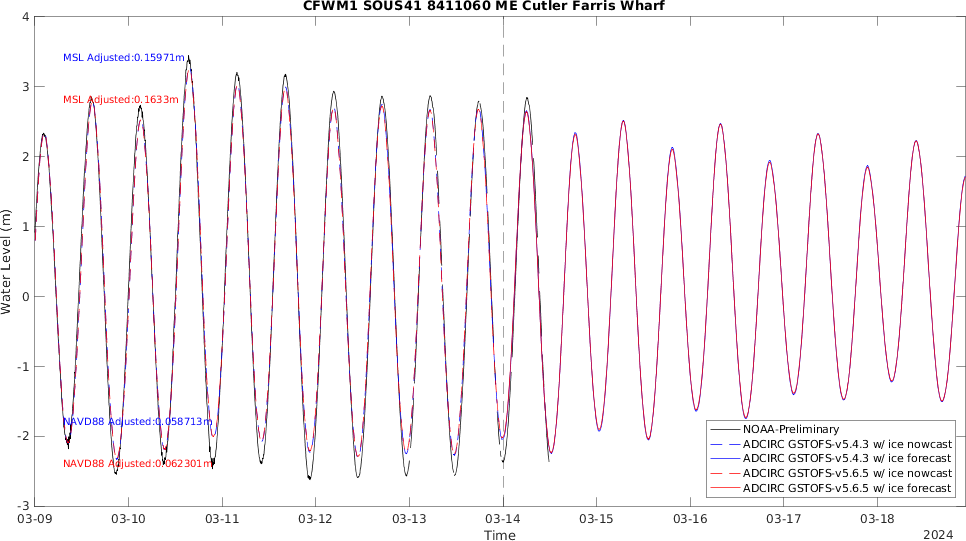 CFWM1 SOUS41 8411060 ME Cutler Farris Wharf
4
3
2
1
0
-1
-2
-3
Water Level (m)
MSL Adjusted:0.15971m
MSL Adjusted:0.1633m
NAVD88 Adjusted:0.058713m
NAVD88 Adjusted:0.062301m
NOAA-Preliminary
ADCIRC GSTOFS-v5.4.3 w/ ice nowcast
ADCIRC GSTOFS-v5.4.3 w/ ice forecast
ADCIRC GSTOFS-v5.6.5 w/ ice nowcast
ADCIRC GSTOFS-v5.6.5 w/ ice forecast
03-09 03-10 03-11 03-12 03-13 03-14 03-15 03-16 03-17 03-18
Time
2024